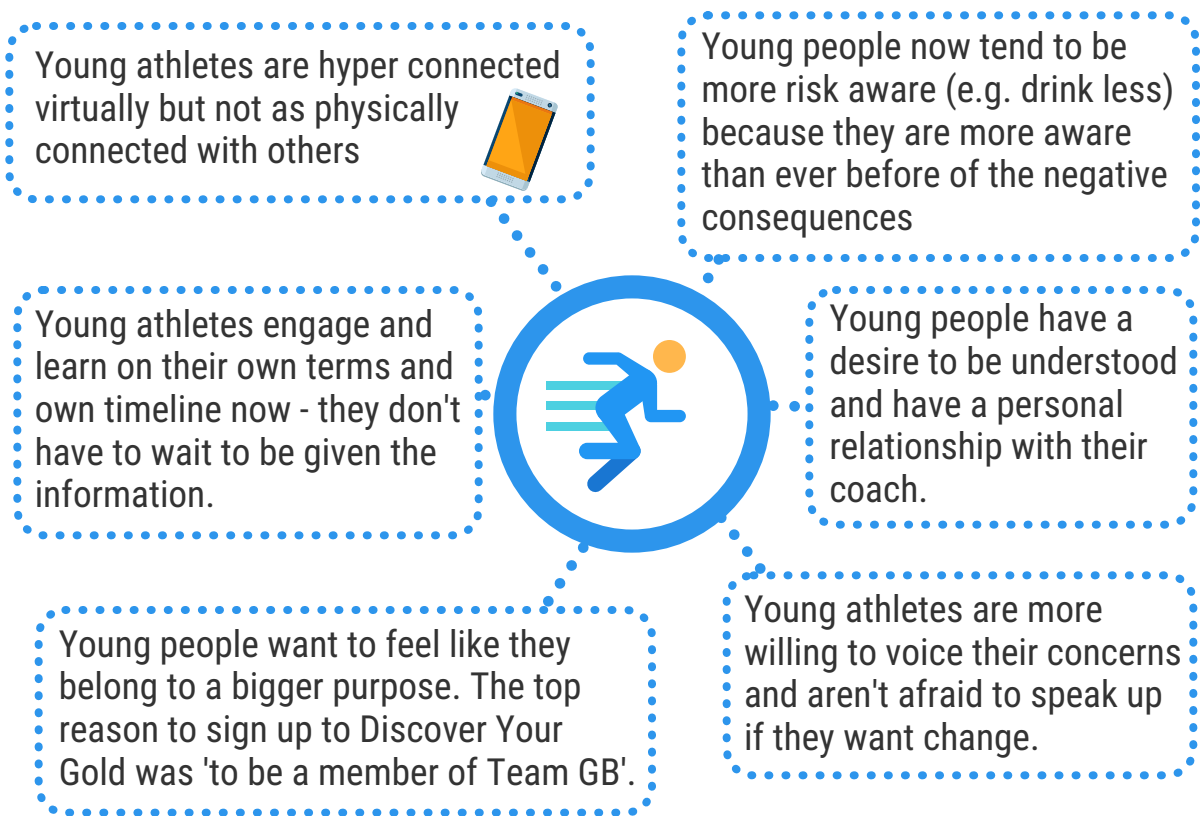 Young athletes are hyper connected
virtually but not as physically
connected with others
Young people now tend to be
more risk aware (e.g. drink less)
because they are more aware
than ever before of the negative
consequences
Young athletes engage and
learn on their own terms and
own timeline now - they don't
have to wait to be given the
information.
Young people have a
desire to be understood
and have a personal
relationship with their
coach.
Young people want to feel like they
belong to a bigger purpose. The top
reason to sign up to Discover Your
Gold was 'to be a member of Team GB'.
Young athletes are more
willing to voice their concerns
and aren't afraid to speak up
if they want change.